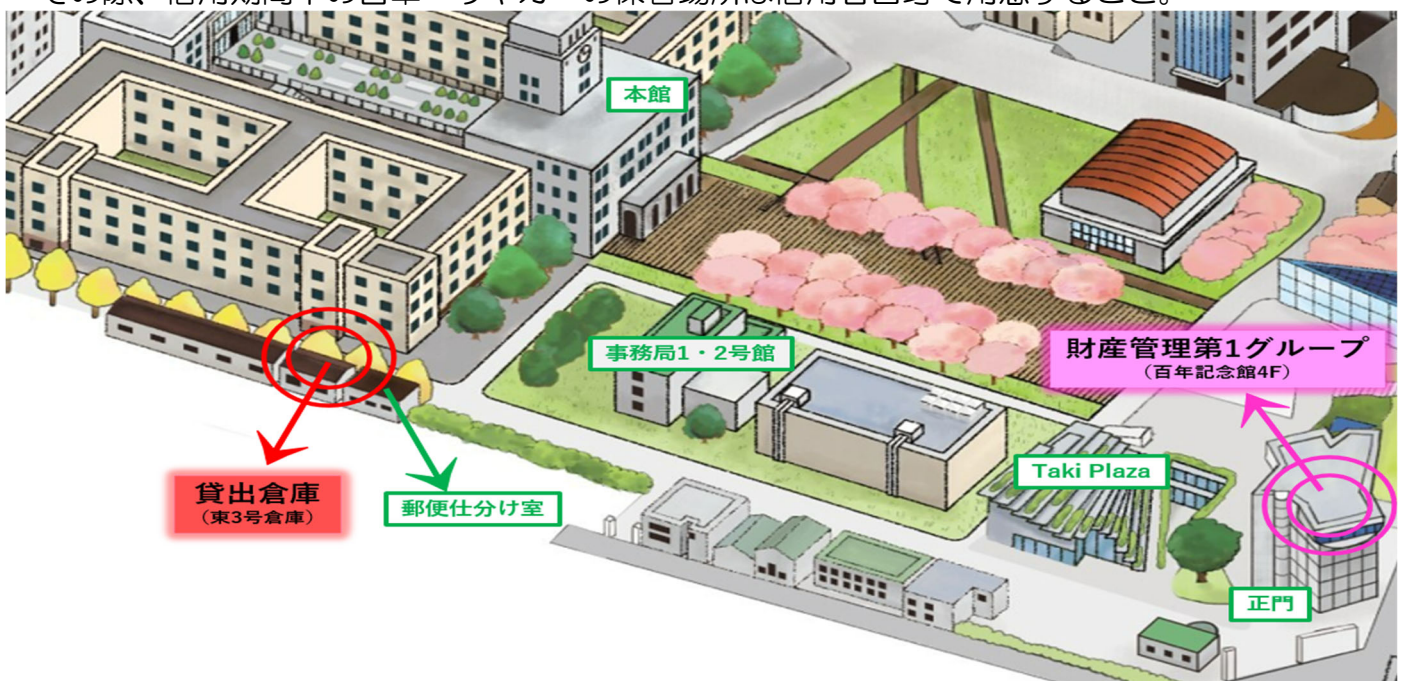 本館
事務局1・2号館
財産管理第1グループ
（百年記念館4F）
Taki Plaza
貸出倉庫
（東3号倉庫）
郵便仕分け室
正門